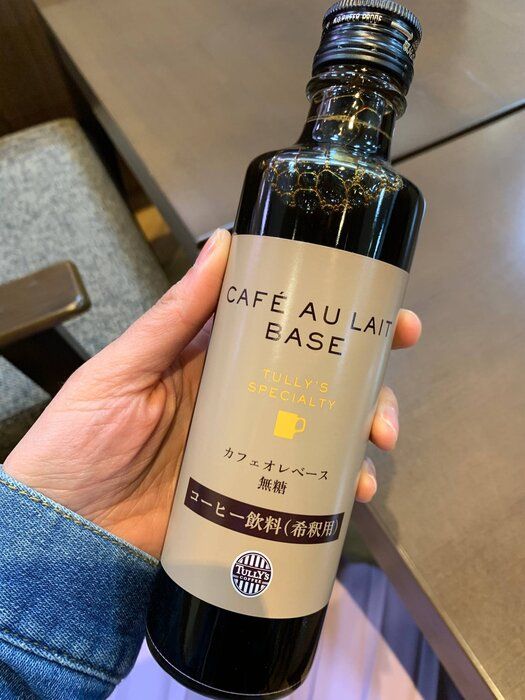 CAFÉ AU LAIT
BASE
TULLY'S
SPECIALTY
カフェオレベース
無糖
コーヒー飲料(希釈用)
TULLY'S
COFFEE